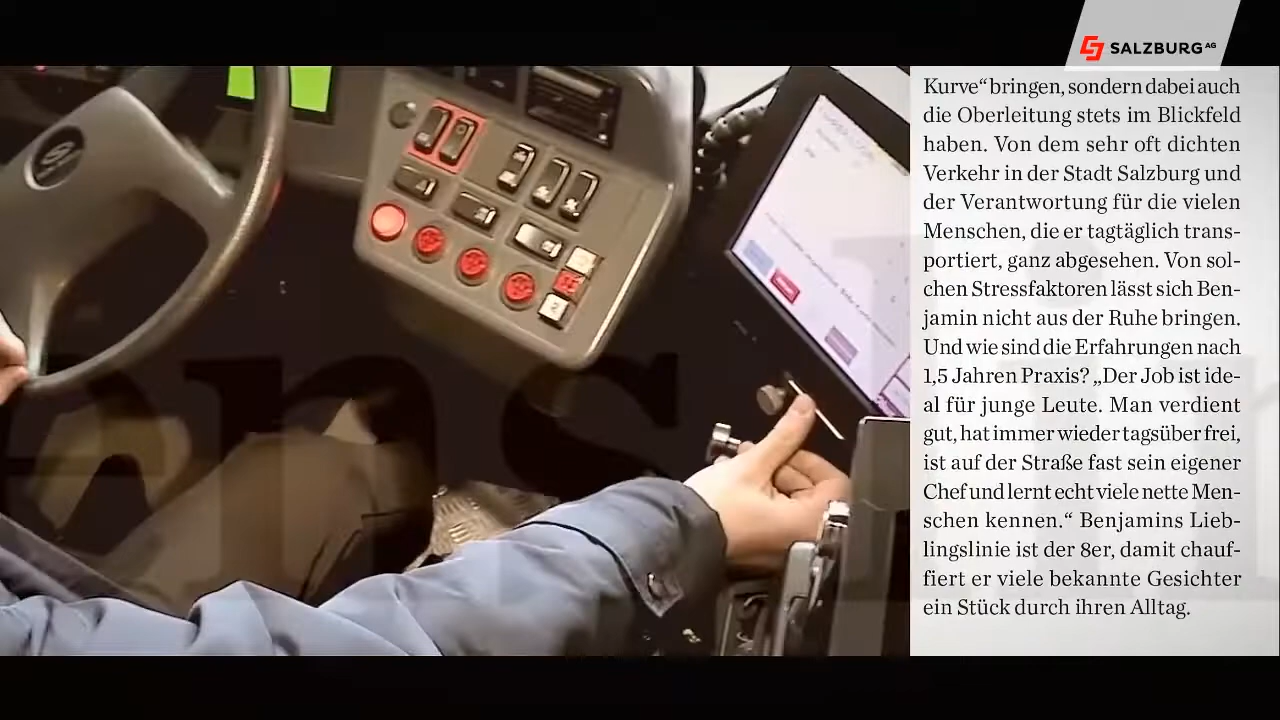 SALZBURG AG
Kurve“ bringen, sondern dabei auch
die Oberleitung stets im Blickfeld
haben. Von dem sehr oft dichten
Verkehr in der Stadt Salzburg und
der Verantwortung für die vielen
Menschen, die er tagtäglich trans-
portiert, ganz abgesehen. Von sol-
chen Stressfaktoren lässt sich Ben-
jamin nicht aus der Ruhe bringen.
Und wie sind die Erfahrungen nach
1,5 Jahren Praxis? „Der Job ist ide-
al für junge Leute. Man verdient
gut, hat immer wieder tagsüber frei,
ist auf der Straße fast sein eigener
Chef und lernt echt viele nette Men-
schen kennen.“ Benjamins Lieb-
lingslinie ist der 8er, damit chauf-
fiert er viele bekannte Gesichter
ein Stück durch ihren Alltag.